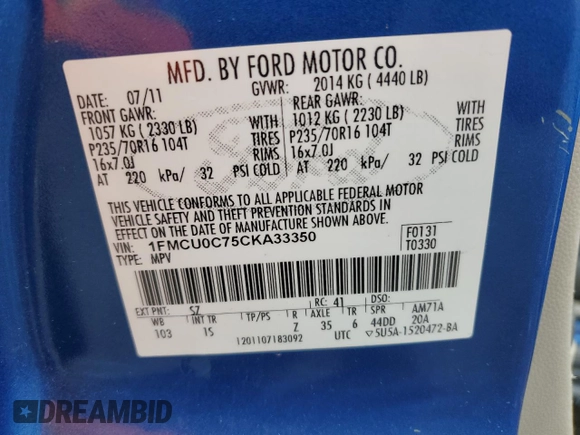 MFD. BY FORD MOTOR CO.
DATE: 07/11 GVWR: 2014 KG ( 4440 LB)
FRONT GAWR: REAR GAWR:
1057 KG ( 2330 LB) WITH 1012 KG ( 2230 LB) WITH
P235/70R16 104T TIRES P235/70R16 104T TIRES
16x7.0J RIMS 16x7.0J RIMS
AT 220 kPa/ 32 PSI COLD AT 220 kPa/ 32 PSI COLD
THIS VEHICLE CONFORMS TO ALL APPLICABLE FEDERAL MOTOR
VEHICLE SAFETY AND THEFT PREVENTION STANDARDS IN
EFFECT ON THE DATE OF MANUFACTURE SHOWN ABOVE.
VIN: 1FMCU0C75CKA33350 F0131
TYPE: MPV T0330
EXT PNT: SZ RC: 41 DSO:
WB INT TR TP/PS R AXLE TR SPR AM71A
103 IS Z 35 6 44DD 20A
1201107183092 UTC ▽5U5A-1520472-BA
DREAMBID